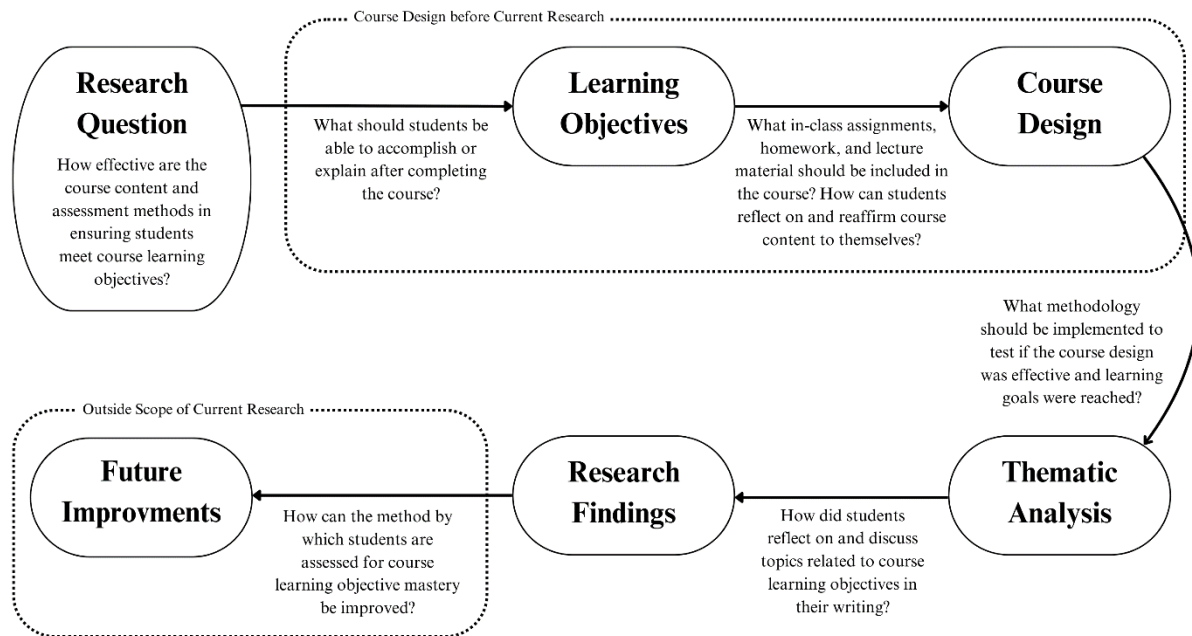 Course Design before Current Research
Research
Question
How effective are the
course content and
assessment methods in
ensuring students
meet course learning
objectives?
What should students be
able to accomplish or
explain after completing
the course?
Learning
Objectives
What in-class assignments,
homework, and lecture
material should be included in
the course? How can students
reflect on and reaffirm course
content to themselves?
Course
Design
What methodology
should be implemented to
test if the course design
was effective and learning
goals were reached?
Thematic
Analysis
How did students
reflect on and discuss
topics related to course
learning objectives in
their writing?
Research
Findings
How can the method by
which students are
assessed for course
learning objective mastery
be improved?
Outside Scope of Current Research
Future
Improvments